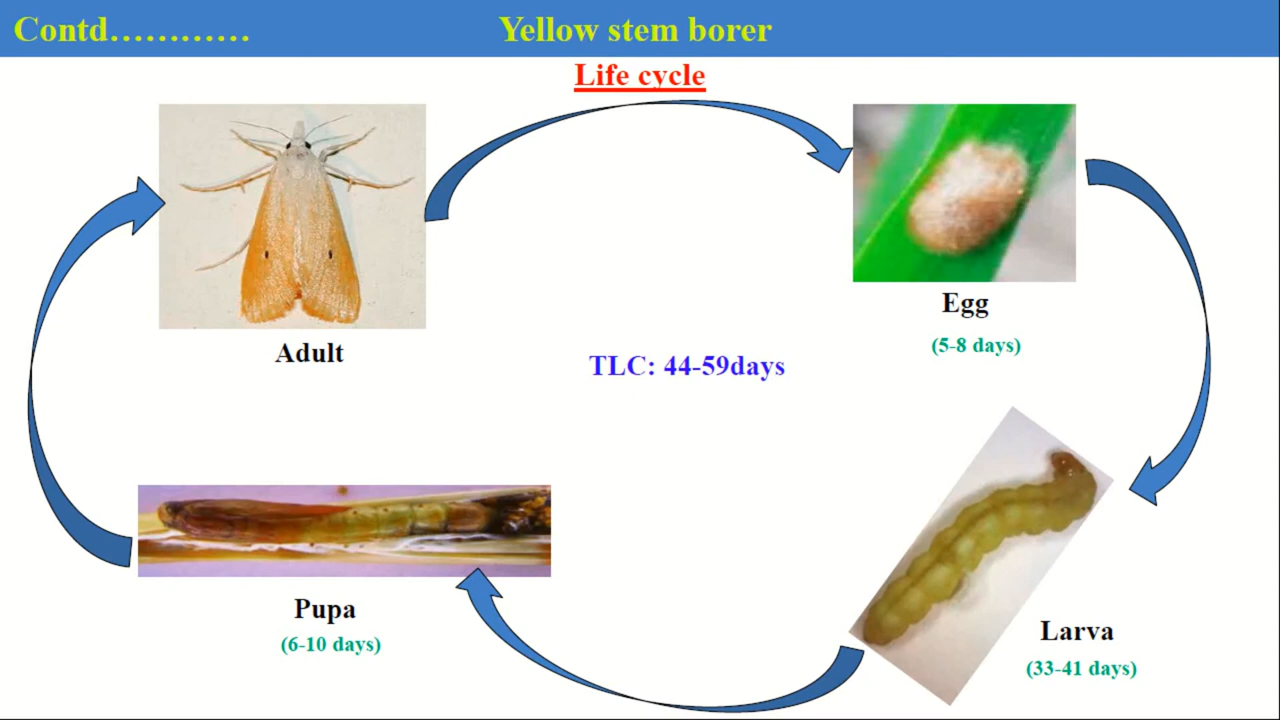 Contd………… Yellow stem borer
Life cycle
Adult
Egg
(5-8 days)
TLC: 44-59days
Pupa
(6-10 days)
Larva
(33-41 days)